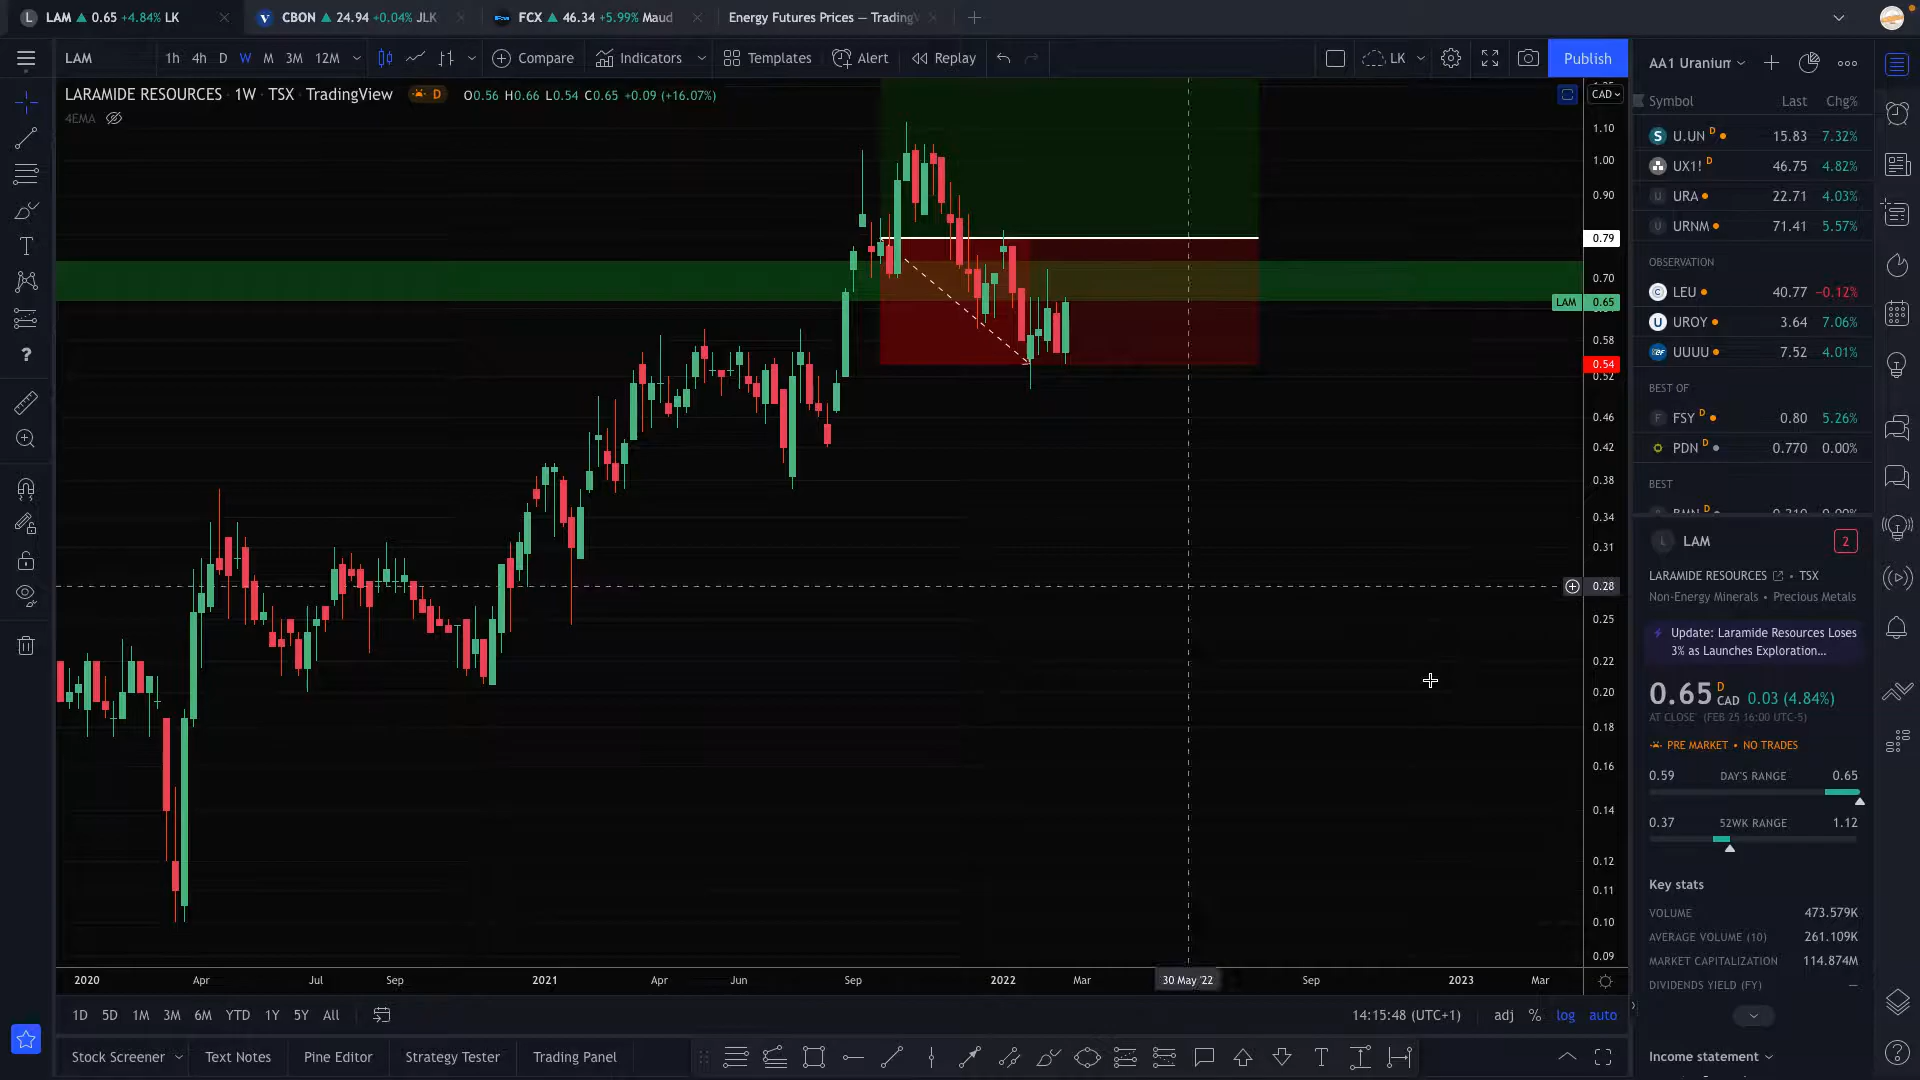 LAM ▲ 0.65 +4.84% LK
CBON ▲ 24.94 +0.04% JLK
FCX ▲ 46.34 +5.99% Maud
Energy Futures Prices — TradingV
LAM
1h 4h D W M 3M 12M
Compare
Indicators
Templates
Alert
Replay
LK
Publish
LARAMIDE RESOURCES · 1W · TSX · TradingView
D
O0.56 H0.66 L0.54 C0.65 +0.09 (+16.07%)
4EMA
CAD
1.10
1.00
0.90
0.79
0.70
LAM 0.65
0.58
0.54
0.52
0.46
0.42
0.38
0.34
0.31
0.28
0.25
0.22
0.20
0.18
0.16
0.14
0.12
0.11
0.10
0.09
2020 Apr Jul Sep 2021 Apr Jun Sep 2022 Mar 30 May '22 Sep 2023 Mar
1D 5D 1M 3M 6M YTD 1Y 5Y All
14:15:48 (UTC+1) adj % log auto
Stock Screener
Text Notes
Pine Editor
Strategy Tester
Trading Panel
AA1 Uranium
Symbol Last Chg%
U.UN D 15.83 7.32%
UX1! D 46.75 4.82%
URA 22.71 4.03%
URNM 71.41 5.57%
OBSERVATION
LEU 40.77 −0.12%
UROY 3.64 7.06%
UUUU 7.52 4.01%
BEST OF
FSY D 0.80 5.26%
PDN D 0.770 0.00%
BEST
LAM
2
LARAMIDE RESOURCES • TSX
Non-Energy Minerals • Precious Metals
Update: Laramide Resources Loses
3% as Launches Exploration...
0.65 D CAD 0.03 (4.84%)
AT CLOSE (FEB 25 16:00 UTC-5)
PRE MARKET • NO TRADES
0.59 DAY'S RANGE 0.65
0.37 52WK RANGE 1.12
Key stats
VOLUME 473.579K
AVERAGE VOLUME (10) 261.109K
MARKET CAPITALIZATION 114.874M
DIVIDENDS YIELD (FY) —
Income statement